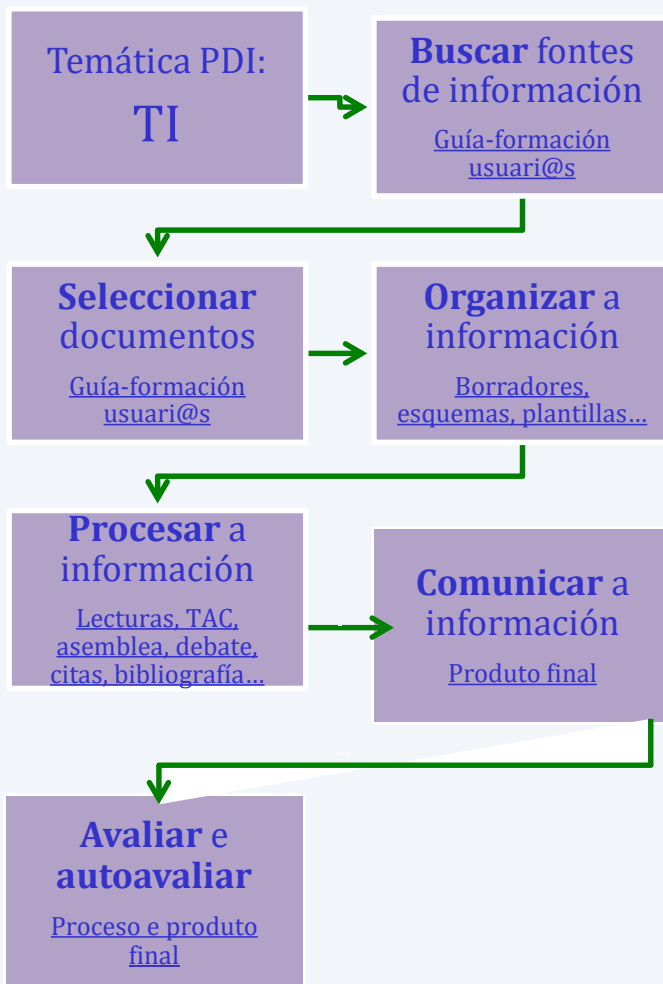 Temática PDI:
TI
Buscar fontes
de información
Guía-formación
usuari@s
Seleccionar
documentos
Guía-formación
usuari@s
Organizar a
información
Borradores,
esquemas, plantillas…
Procesar a
información
Lecturas, TAC,
asemblea, debate,
citas, bibliografía…
Comunicar a
información
Produto final
Avaliar e
autoavaliar
Proceso e produto
final